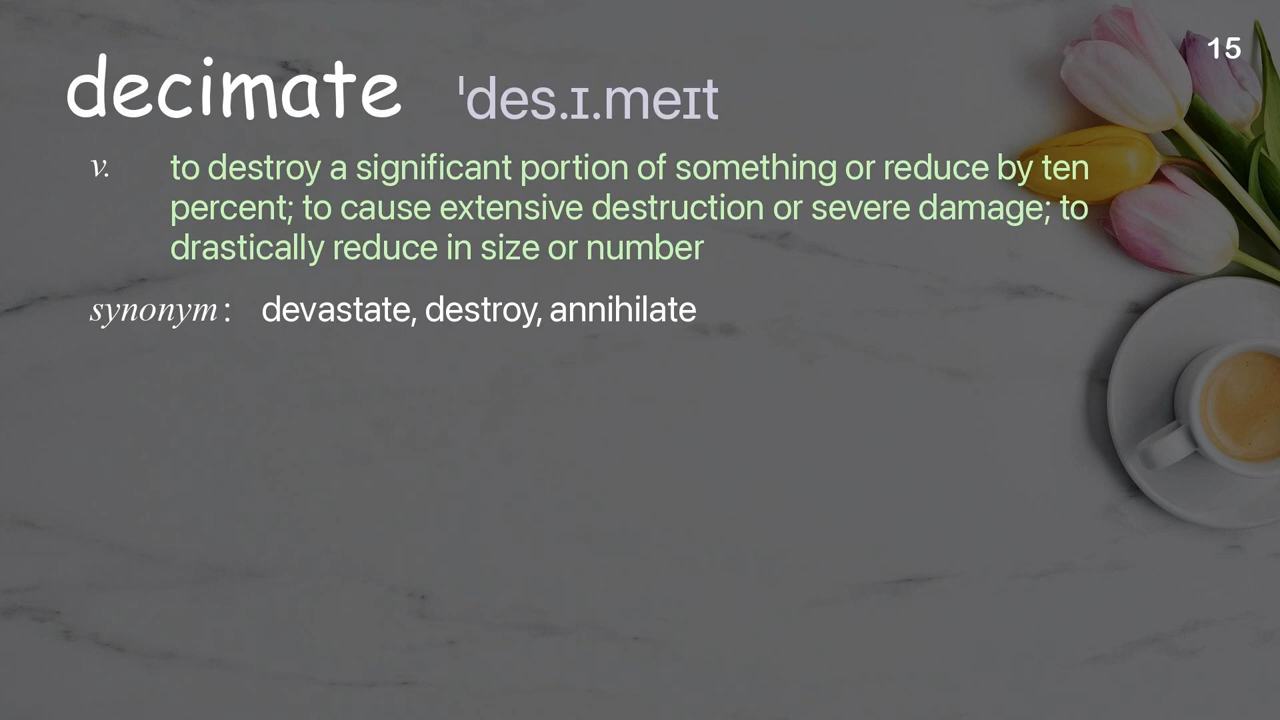 15
decimate ˈdes.ɪ.meɪt
v. to destroy a significant portion of something or reduce by ten
percent; to cause extensive destruction or severe damage; to
drastically reduce in size or number
synonym: devastate, destroy, annihilate